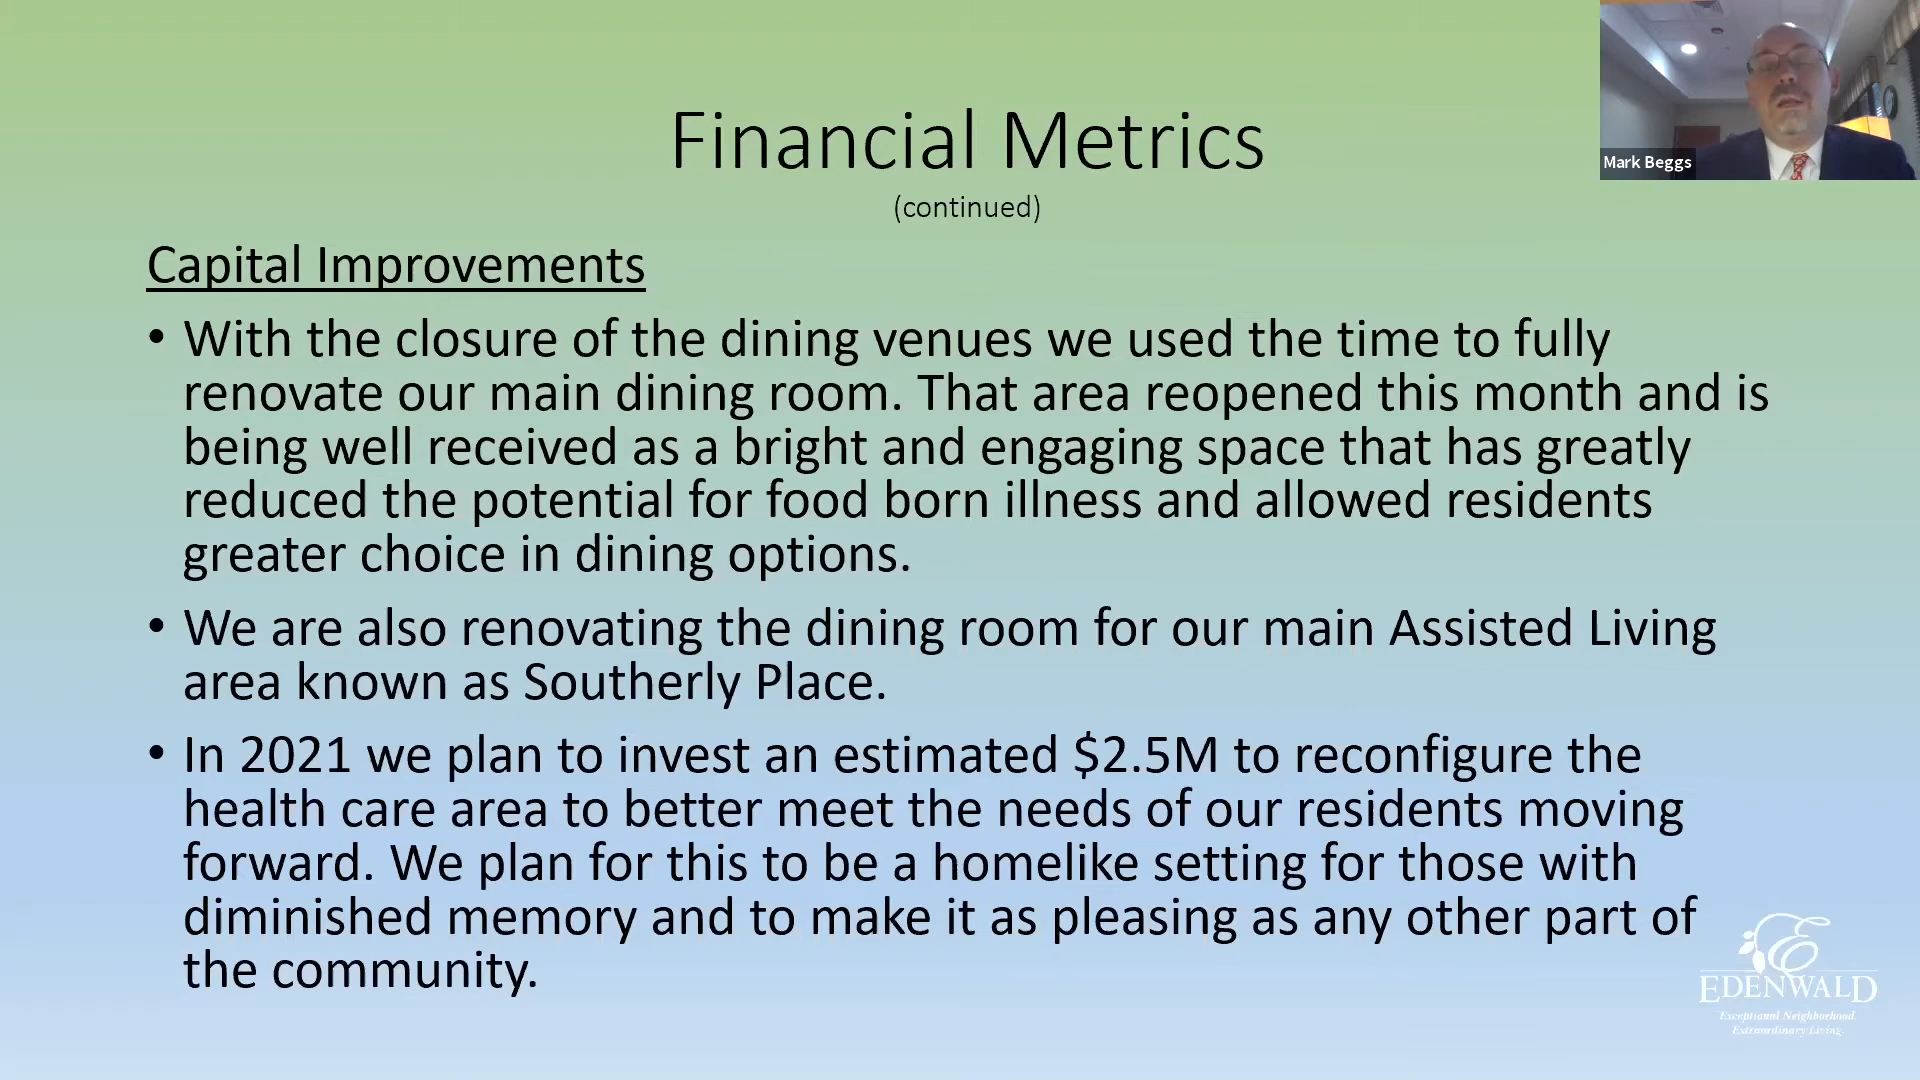 Financial Metrics
(continued)
Mark Beggs
Capital Improvements
• With the closure of the dining venues we used the time to fully
renovate our main dining room. That area reopened this month and is
being well received as a bright and engaging space that has greatly
reduced the potential for food born illness and allowed residents
greater choice in dining options.
• We are also renovating the dining room for our main Assisted Living
area known as Southerly Place.
• In 2021 we plan to invest an estimated $2.5M to reconfigure the
health care area to better meet the needs of our residents moving
forward. We plan for this to be a homelike setting for those with
diminished memory and to make it as pleasing as any other part of
the community.
E
EDENWALD
Exceptional Neighborhood.
Extraordinary Living.